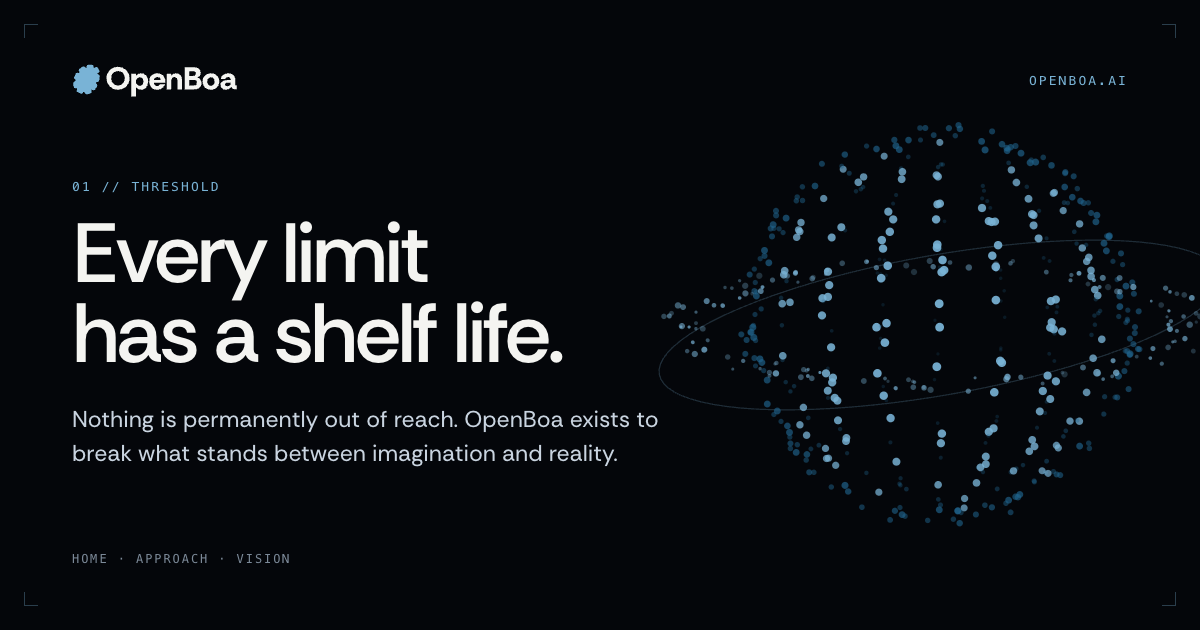 OpenBoa
OPENBOA.AI
01 // THRESHOLD
Every limit
has a shelf life.
Nothing is permanently out of reach. OpenBoa exists to
break what stands between imagination and reality.
HOME · APPROACH · VISION